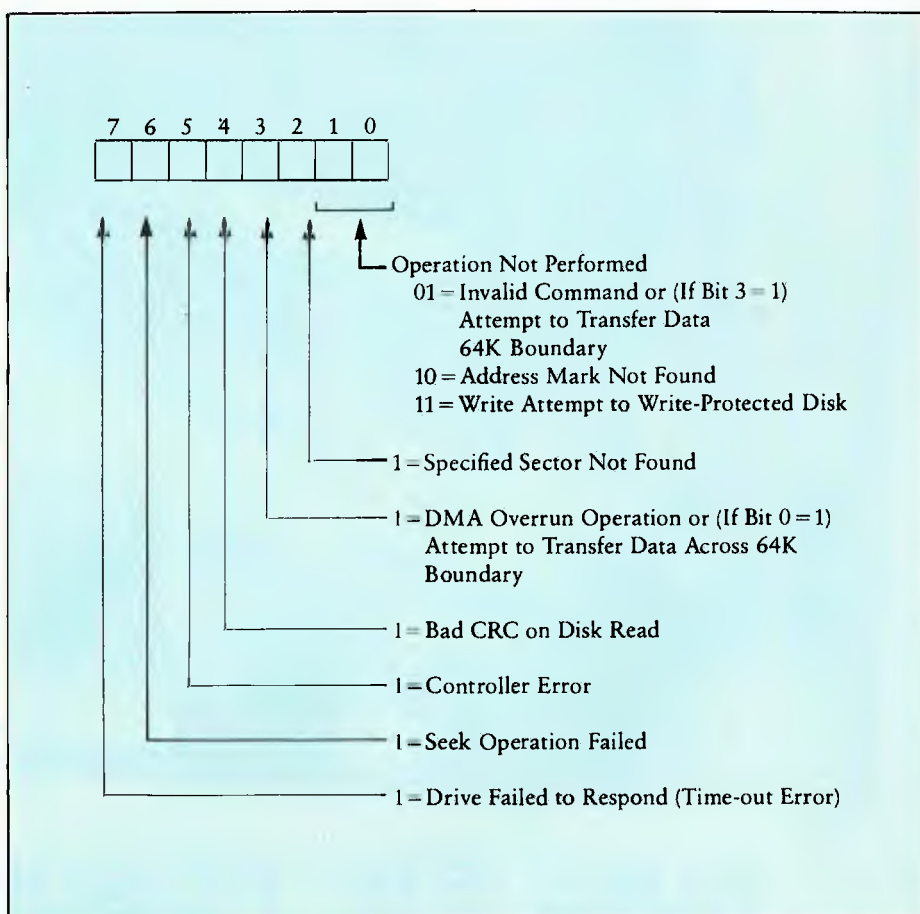 7 6 5 4 3 2 1 0
Operation Not Performed
01 = Invalid Command or (If Bit 3 = 1)
Attempt to Transfer Data
64K Boundary
10 = Address Mark Not Found
11 = Write Attempt to Write-Protected Disk
1 = Specified Sector Not Found
1 = DMA Overrun Operation or (If Bit 0 = 1)
Attempt to Transfer Data Across 64K
Boundary
1 = Bad CRC on Disk Read
1 = Controller Error
1 = Seek Operation Failed
1 = Drive Failed to Respond (Time-out Error)